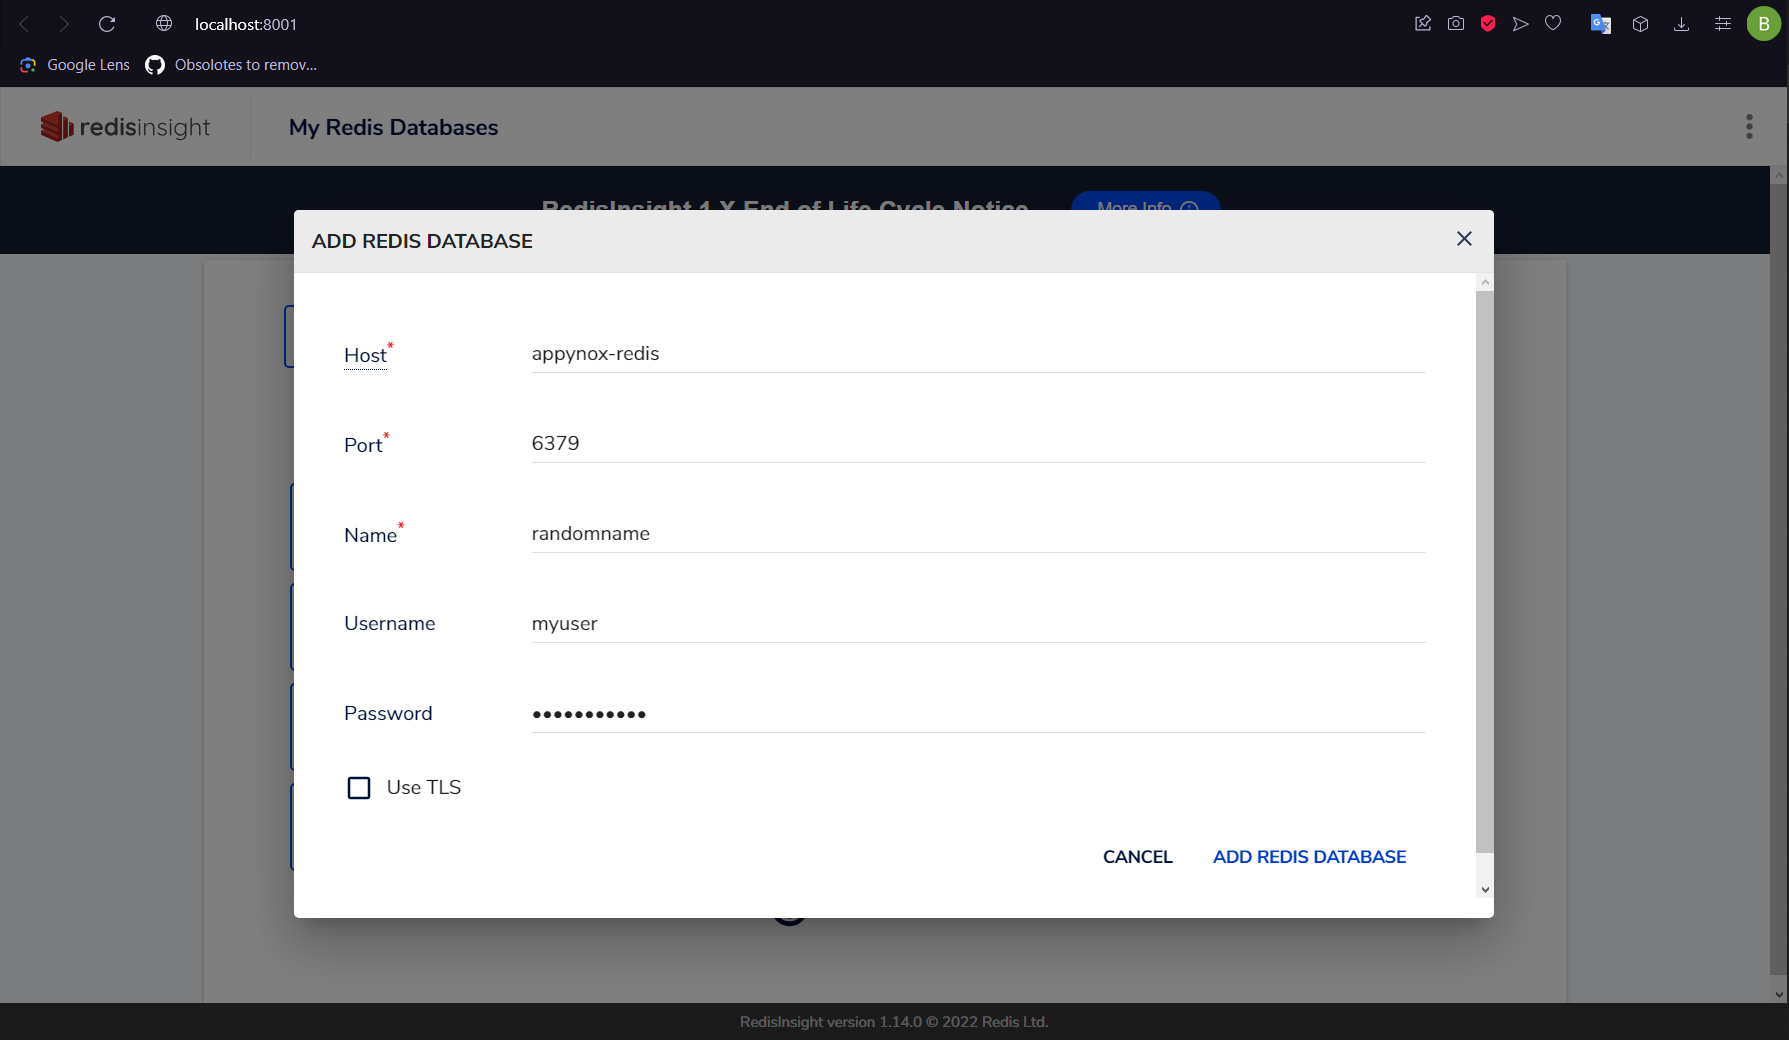 localhost:8001
Google Lens
Obsolotes to remov...
B
redisinsight
My Redis Databases
RedisInsight 1.X End of Life Cycle Notice
More Info
ADD REDIS DATABASE
Host*
appynox-redis
Port*
6379
Name*
randomname
Username
myuser
Password
•••••••••••
Use TLS
CANCEL
ADD REDIS DATABASE
RedisInsight version 1.14.0 © 2022 Redis Ltd.